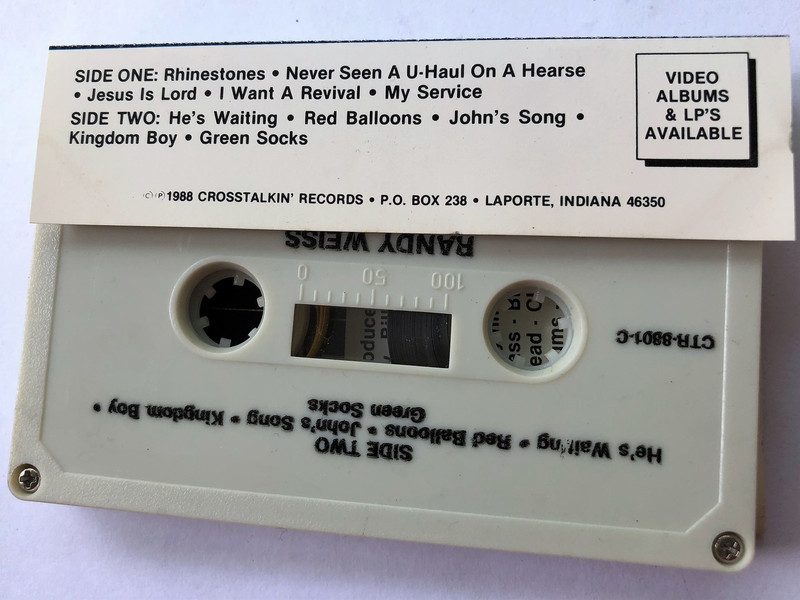 SIDE ONE: Rhinestones • Never Seen A U-Haul On A Hearse
• Jesus Is Lord • I Want A Revival • My Service
SIDE TWO: He's Waiting • Red Balloons • John's Song •
Kingdom Boy • Green Socks
VIDEO
ALBUMS
& LP'S
AVAILABLE
© ℗ 1988 CROSSTALKIN' RECORDS • P.O. BOX 238 • LAPORTE, INDIANA 46350
RANDY WEISS
100 50 0
CTR-8801-C
SIDE TWO
He's Waiting • Red Balloons • John's Song • Kingdom Boy •
Green Socks